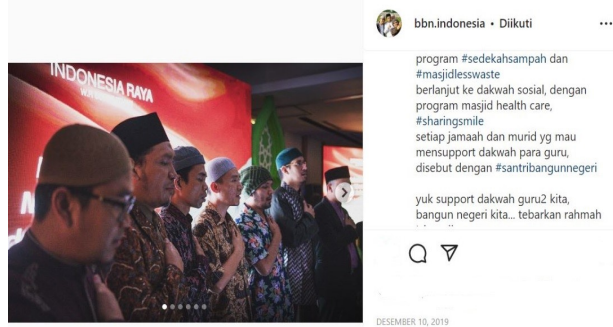 bbn.indonesia • Diikuti
INDONESIA RAYA
program #sedekahsampah dan
#masjidlesswaste
berlanjut ke dakwah sosial, dengan
program masjid health care,
#sharingsmile
setiap jamaah dan murid yg mau
mensupport dakwah para guru,
disebut dengan #santribangunnegeri
yuk support dakwah guru2 kita,
bangun negeri kita... tebarkan rahmah
DESEMBER 10, 2019